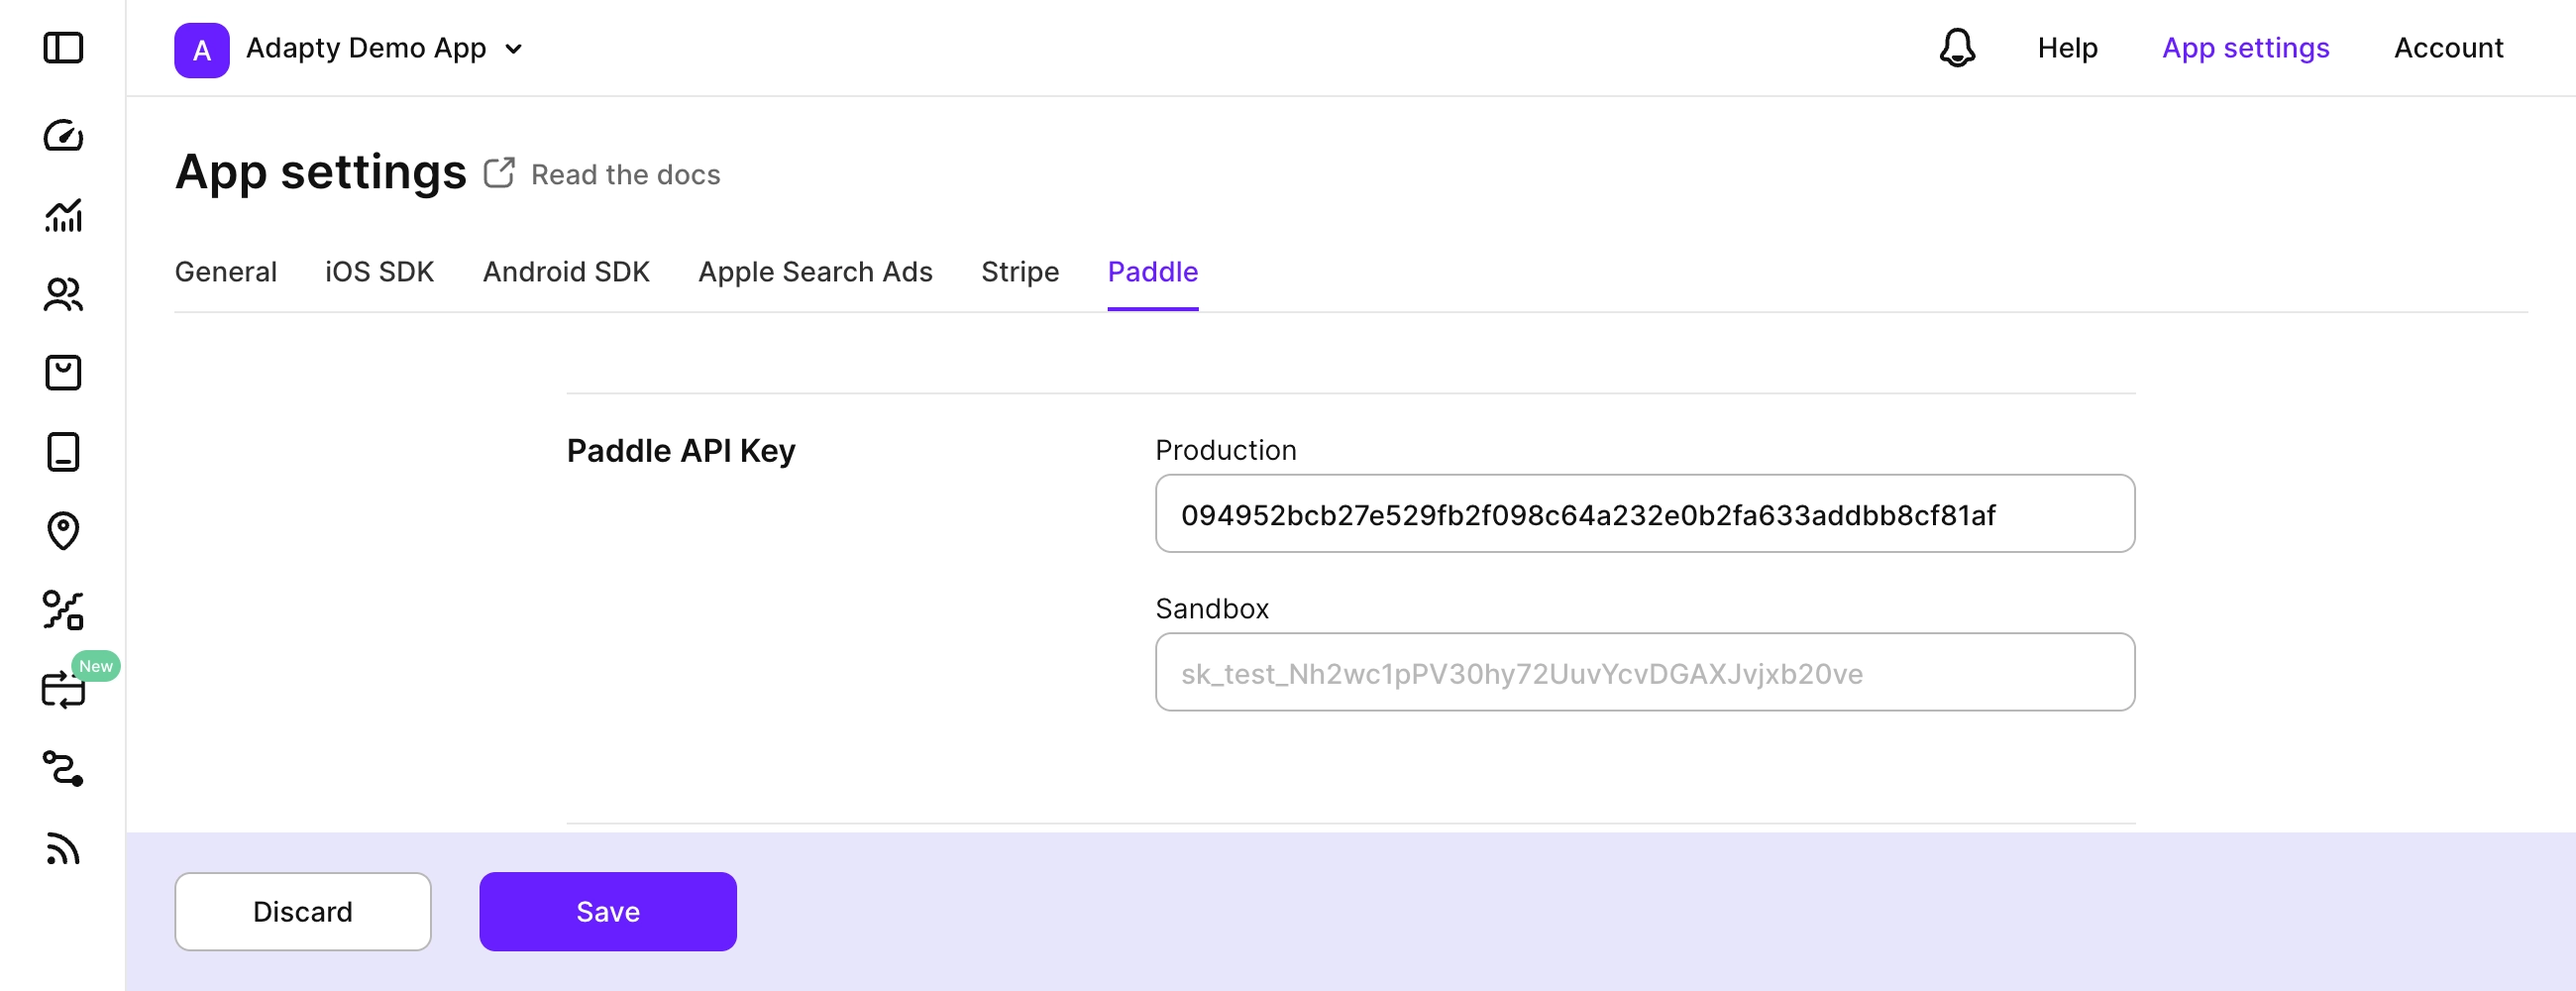 A Adapty Demo App
Help App settings Account
App settings Read the docs
General iOS SDK Android SDK Apple Search Ads Stripe Paddle
Paddle API Key
Production
094952bcb27e529fb2f098c64a232e0b2fa633addbb8cf81af
Sandbox
sk_test_Nh2wc1pPV30hy72UuvYcvDGAXJvjxb20ve
New
Discard Save